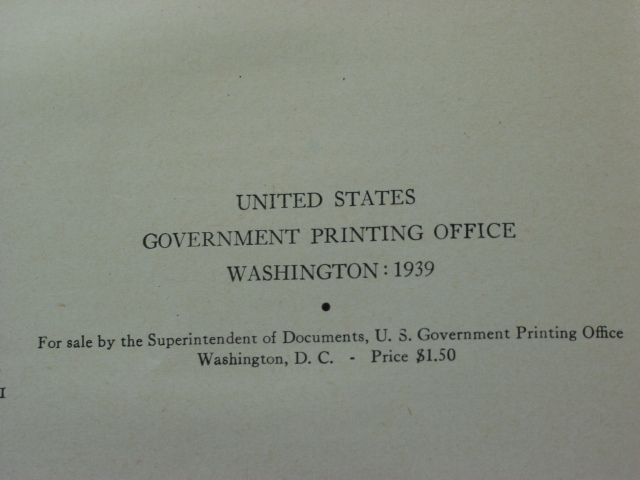 UNITED STATES
GOVERNMENT PRINTING OFFICE
WASHINGTON : 1939
•
For sale by the Superintendent of Documents, U. S. Government Printing Office
Washington, D. C. - Price $1.50
I